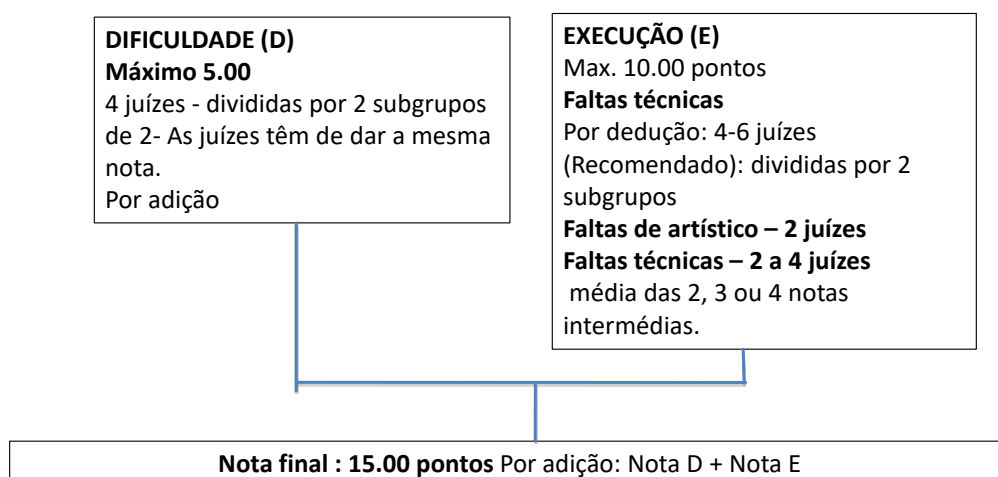 DIFICULDADE (D)
Máximo 5.00
4 juízes - divididas por 2 subgrupos
de 2- As juízes têm de dar a mesma
nota.
Por adição
EXECUÇÃO (E)
Max. 10.00 pontos
Faltas técnicas
Por dedução: 4-6 juízes
(Recomendado): divididas por 2
subgrupos
Faltas de artístico – 2 juízes
Faltas técnicas – 2 a 4 juízes
média das 2, 3 ou 4 notas
intermédias.
Nota final : 15.00 pontos Por adição: Nota D + Nota E